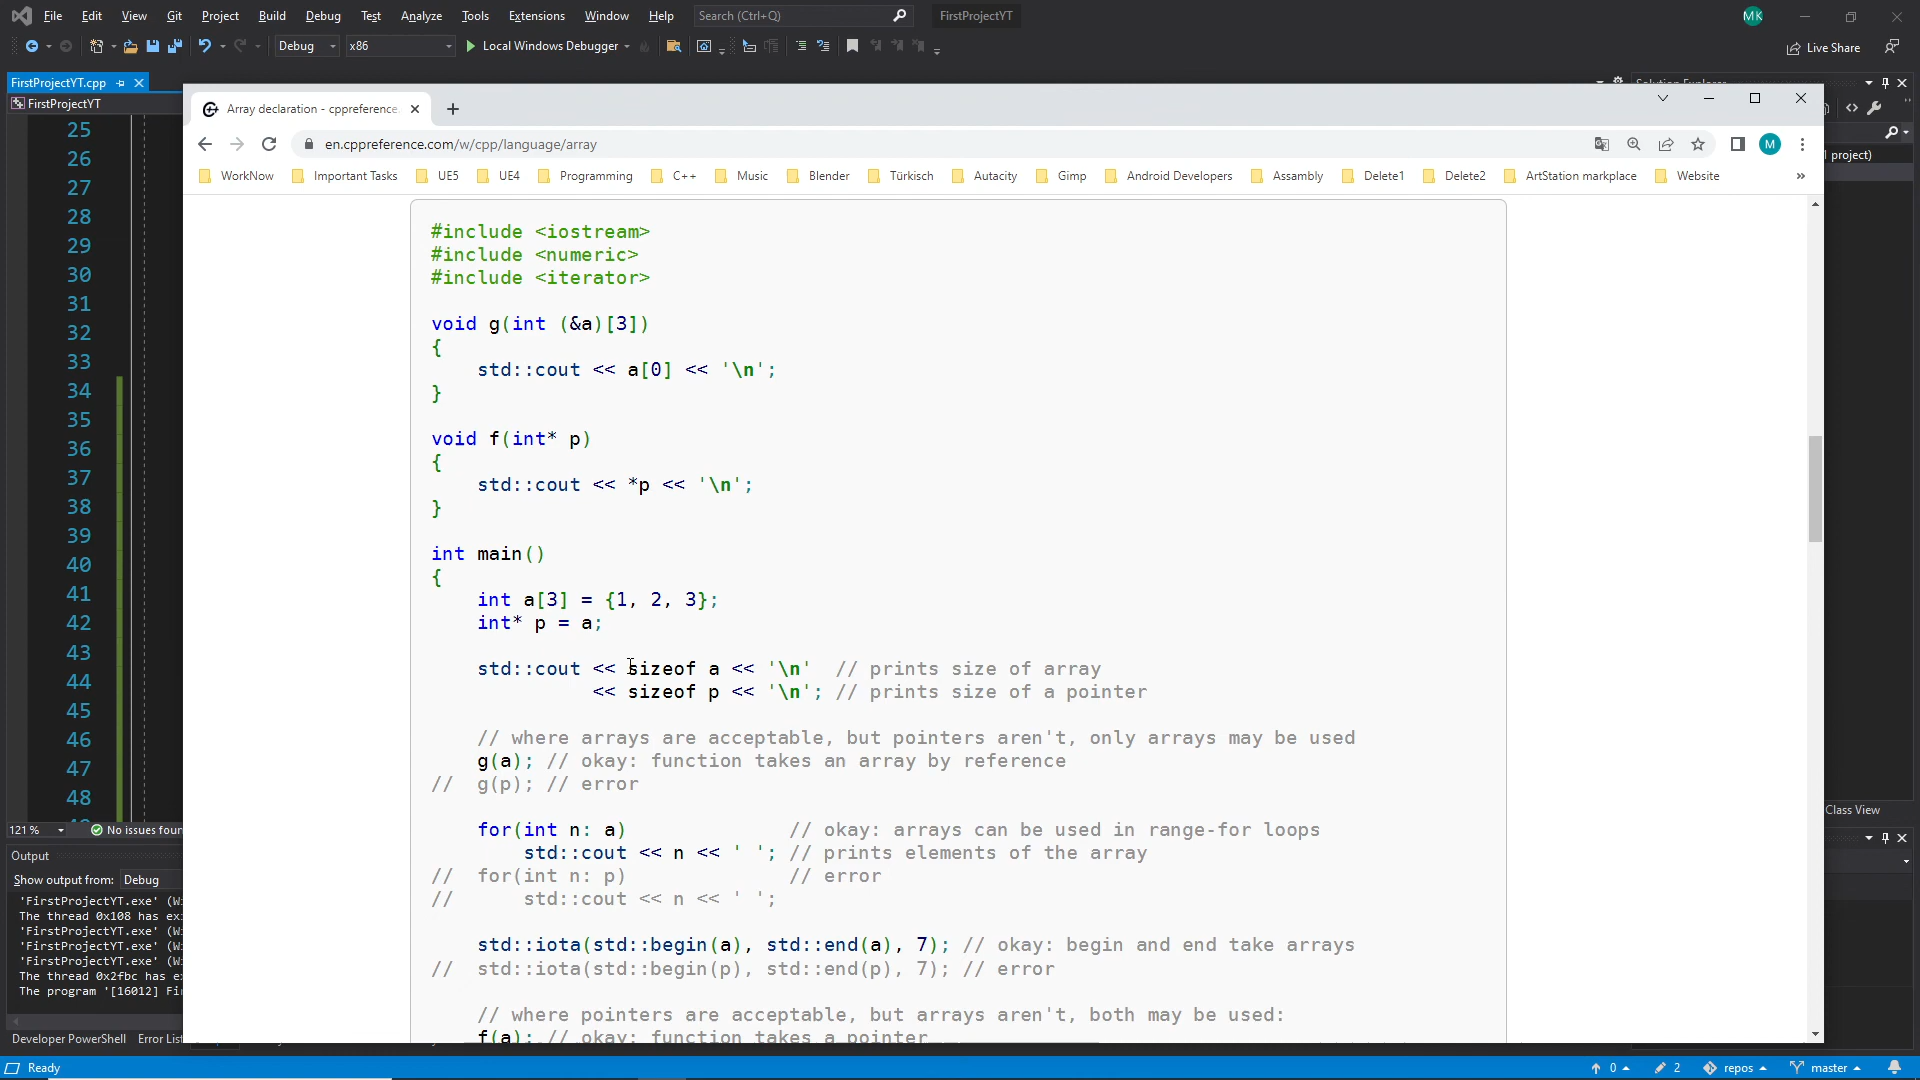 File Edit View Git Project Build Debug Test Analyze Tools Extensions Window Help Search (Ctrl+Q) FirstProjectYT MK
Debug x86 Local Windows Debugger Live Share
FirstProjectYT.cpp
FirstProjectYT
Array declaration - cppreference.
en.cppreference.com/w/cpp/language/array M
WorkNow Important Tasks UE5 UE4 Programming C++ Music Blender Türkisch Autacity Gimp Android Developers Assambly Delete1 Delete2 ArtStation markplace Website »
project)
25
26
27
28
29
30
31
32
33
34
35
36
37
38
39
40
41
42
43
44
45
46
47
48
#include <iostream>
#include <numeric>
#include <iterator>
void g(int (&a)[3])
{
std::cout << a[0] << '\n';
}
void f(int* p)
{
std::cout << *p << '\n';
}
int main()
{
int a[3] = {1, 2, 3};
int* p = a;
std::cout << sizeof a << '\n' // prints size of array
<< sizeof p << '\n'; // prints size of a pointer
// where arrays are acceptable, but pointers aren't, only arrays may be used
g(a); // okay: function takes an array by reference
// g(p); // error
for(int n: a) // okay: arrays can be used in range-for loops
std::cout << n << ' '; // prints elements of the array
// for(int n: p) // error
// std::cout << n << ' ';
std::iota(std::begin(a), std::end(a), 7); // okay: begin and end take arrays
// std::iota(std::begin(p), std::end(p), 7); // error
// where pointers are acceptable, but arrays aren't, both may be used:
f(a); // okay: function takes a pointer
Class View
121 % No issues foun
Output
Show output from: Debug
'FirstProjectYT.exe' (W
The thread 0x108 has ex
'FirstProjectYT.exe' (W
'FirstProjectYT.exe' (W
'FirstProjectYT.exe' (W
The thread 0x2fbc has e
The program '[16012] Fi
Developer PowerShell Error List
Ready 0 2 repos master